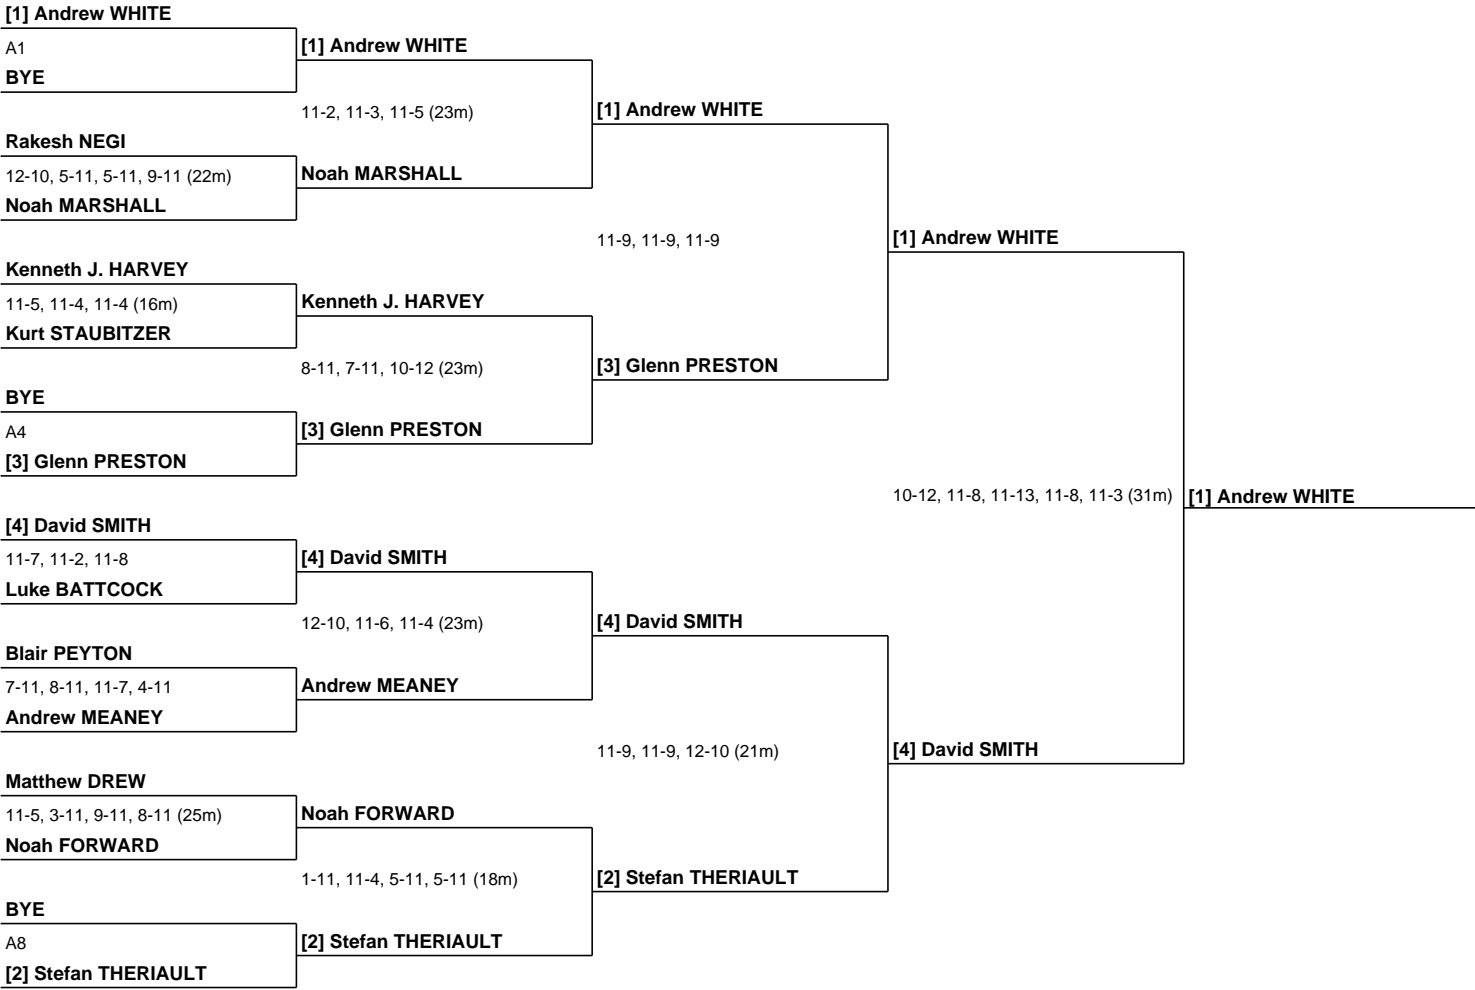 [1] Andrew WHITE
A1
BYE
Rakesh NEGI
12-10, 5-11, 5-11, 9-11 (22m)
Noah MARSHALL
Kenneth J. HARVEY
11-5, 11-4, 11-4 (16m)
Kurt STAUBITZER
BYE
A4
[3] Glenn PRESTON
[4] David SMITH
11-7, 11-2, 11-8
Luke BATTCOCK
Blair PEYTON
7-11, 8-11, 11-7, 4-11
Andrew MEANEY
Matthew DREW
11-5, 3-11, 9-11, 8-11 (25m)
Noah FORWARD
BYE
A8
[2] Stefan THERIAULT
[1] Andrew WHITE
11-2, 11-3, 11-5 (23m)
Noah MARSHALL
Kenneth J. HARVEY
8-11, 7-11, 10-12 (23m)
[3] Glenn PRESTON
[4] David SMITH
12-10, 11-6, 11-4 (23m)
Andrew MEANEY
Noah FORWARD
1-11, 11-4, 5-11, 5-11 (18m)
[2] Stefan THERIAULT
[1] Andrew WHITE
11-9, 11-9, 11-9
[3] Glenn PRESTON
[4] David SMITH
11-9, 11-9, 12-10 (21m)
[2] Stefan THERIAULT
[1] Andrew WHITE
10-12, 11-8, 11-13, 11-8, 11-3 (31m)
[4] David SMITH
[1] Andrew WHITE